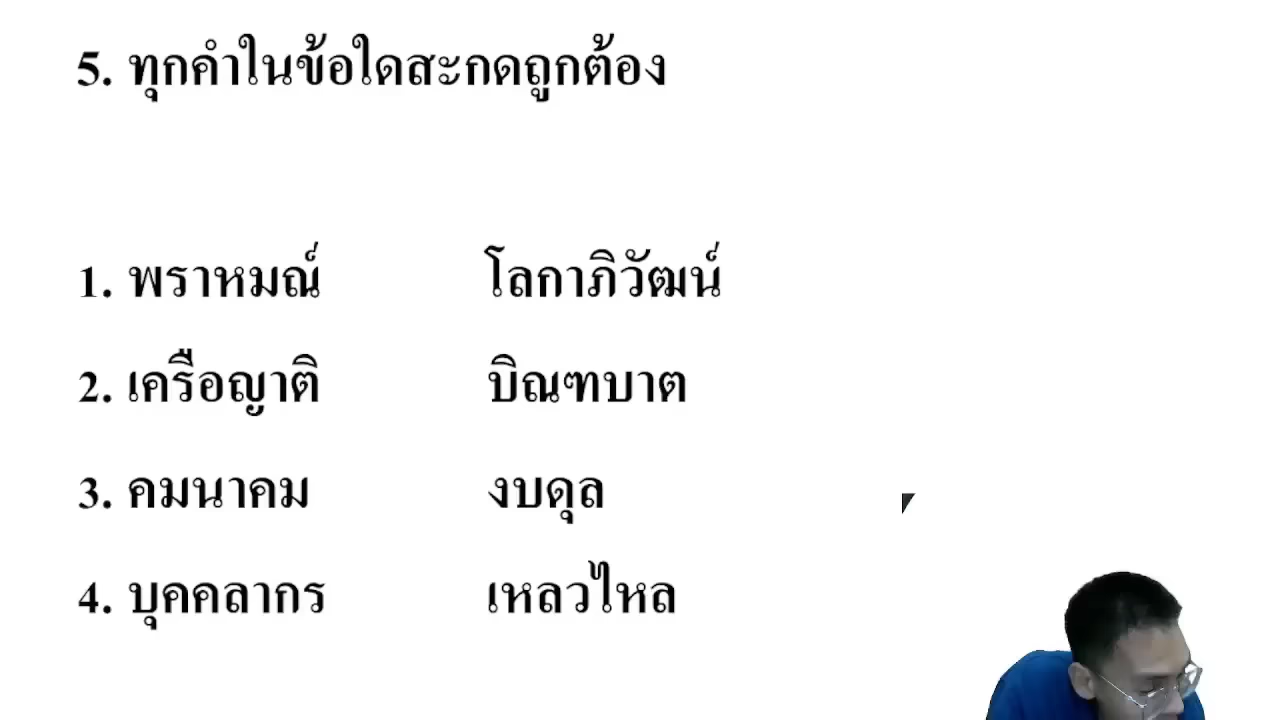 5. ทุกคำในข้อใดสะกดถูกต้อง
1. พราหมณ์ โลกาภิวัฒน์
2. เครือญาติ บิณฑบาต
3. คมนาคม งบดุล
4. บุคคลากร เหลวไหล